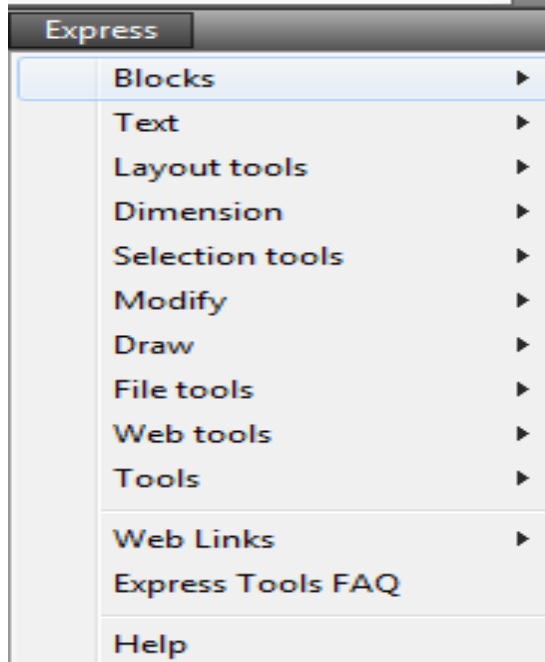 Express
Blocks
Text
Layout tools
Dimension
Selection tools
Modify
Draw
File tools
Web tools
Tools
Web Links
Express Tools FAQ
Help